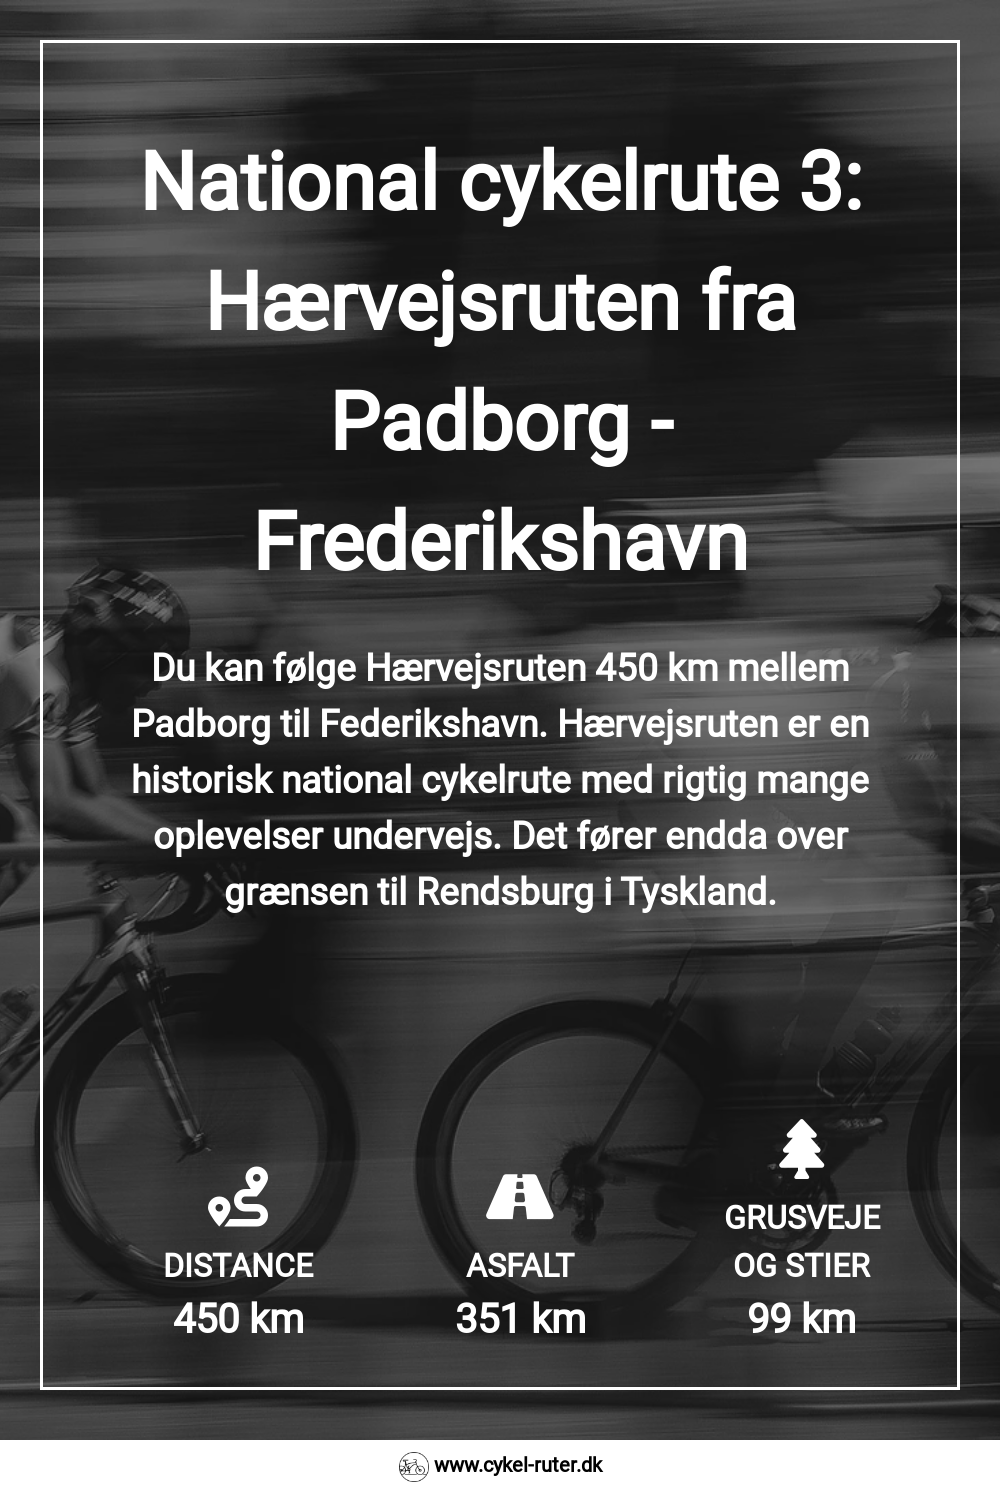 National cykelrute 3:
Hærvejsruten fra
Padborg -
Frederikshavn
Du kan følge Hærvejsruten 450 km mellem
Padborg til Federikshavn. Hærvejsruten er en
historisk national cykelrute med rigtig mange
oplevelser undervejs. Det fører endda over
grænsen til Rendsburg i Tyskland.
DISTANCE
450 km
ASFALT
351 km
GRUSVEJE
OG STIER
99 km
www.cykel-ruter.dk